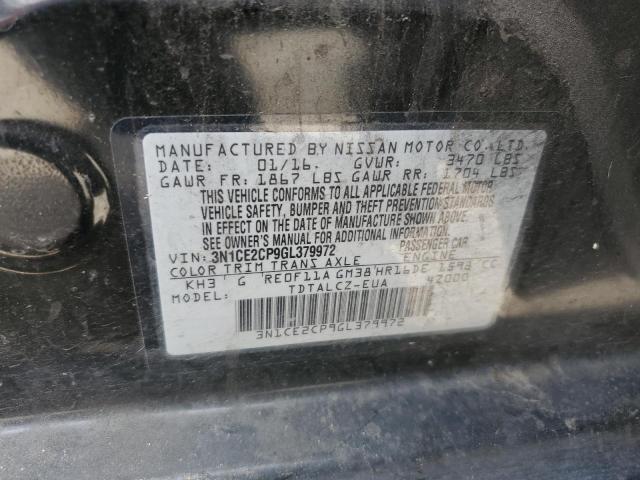 MANUFACTURED BY NISSAN MOTOR CO.,LTD.
DATE: 01/16. GVWR: 3470 LBS
GAWR FR: 1867 LBS GAWR RR: 1704 LBS
THIS VEHICLE CONFORMS TO ALL APPLICABLE FEDERAL MOTOR
VEHICLE SAFETY, BUMPER AND THEFT PREVENTION STANDARDS
IN EFFECT ON THE DATE OF MANUFACTURE SHOWN ABOVE.
SEE OWNER'S MANUAL FOR ADDITIONAL INFORMATION.
VIN: 3N1CE2CP9GL379972 PASSENGER CAR
COLOR TRIM TRANS AXLE ENGINE
KH3 G RE0F11A GM38 HR16DE 1598 CC
MODEL: TDTALCZ-EUA 42000
3N1CE2CP9GL379972